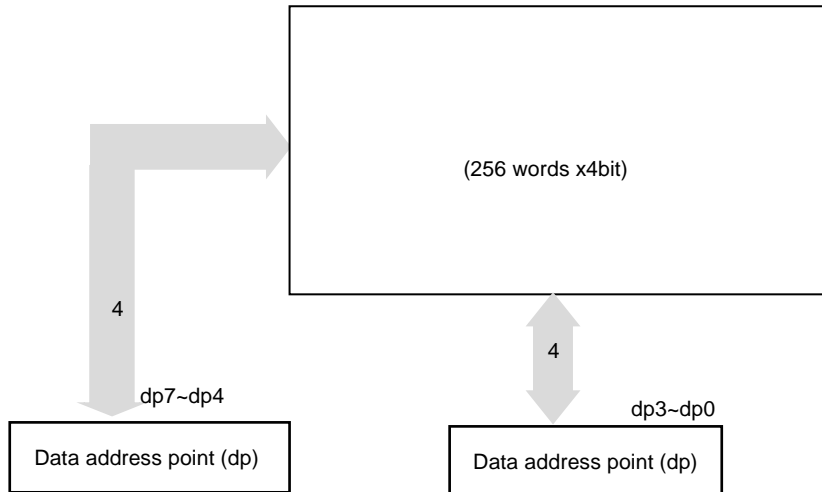 (256 words x4bit)
4
4
dp7~dp4
dp3~dp0
Data address point (dp)
Data address point (dp)